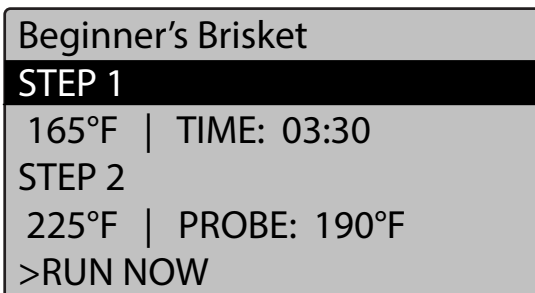 Beginner's Brisket
STEP 1
165°F | TIME: 03:30
STEP 2
225°F | PROBE: 190°F
>RUN NOW